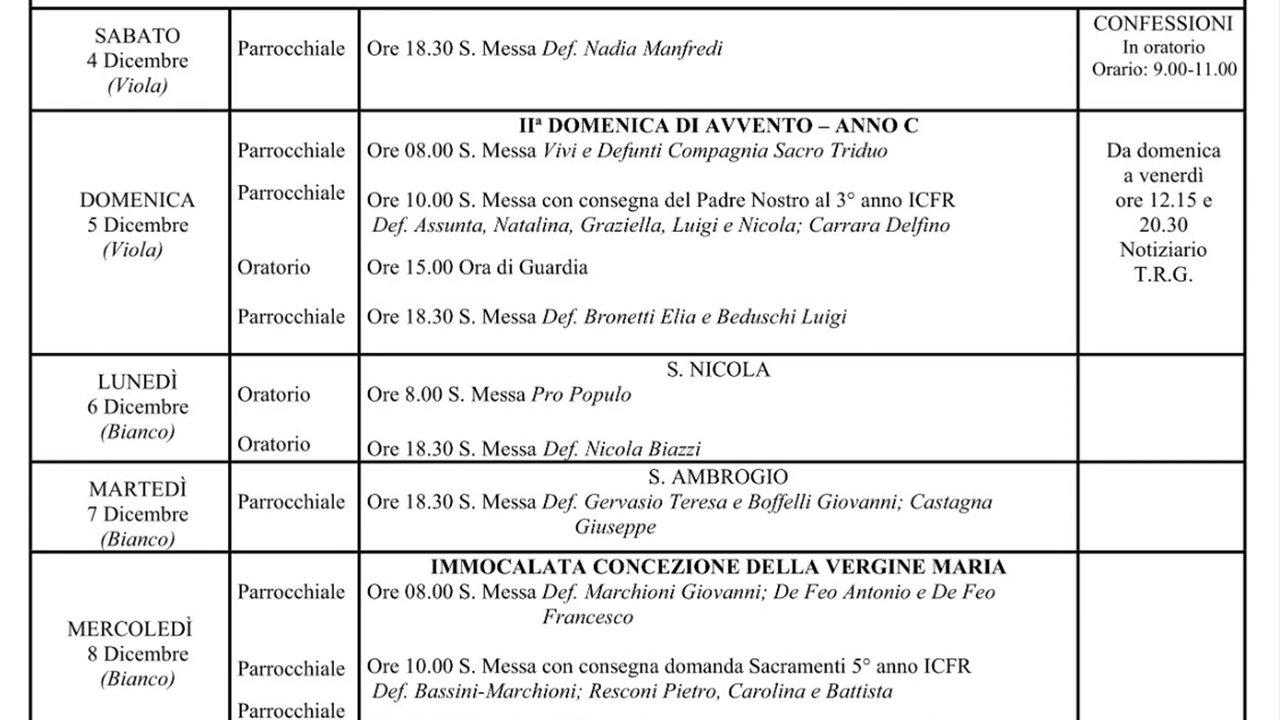 SABATO
4 Dicembre
(Viola)
Parrocchiale
Ore 18.30 S. Messa Def. Nadia Manfredi
CONFESSIONI
In oratorio
Orario: 9.00-11.00
DOMENICA
5 Dicembre
(Viola)
IIª DOMENICA DI AVVENTO – ANNO C
Parrocchiale
Ore 08.00 S. Messa Vivi e Defunti Compagnia Sacro Triduo
Parrocchiale
Ore 10.00 S. Messa con consegna del Padre Nostro al 3° anno ICFR
Def. Assunta, Natalina, Graziella, Luigi e Nicola; Carrara Delfino
Oratorio
Ore 15.00 Ora di Guardia
Parrocchiale
Ore 18.30 S. Messa Def. Bronetti Elia e Beduschi Luigi
Da domenica
a venerdì
ore 12.15 e
20.30
Notiziario
T.R.G.
LUNEDÌ
6 Dicembre
(Bianco)
S. NICOLA
Oratorio
Ore 8.00 S. Messa Pro Populo
Oratorio
Ore 18.30 S. Messa Def. Nicola Biazzi
MARTEDÌ
7 Dicembre
(Bianco)
S. AMBROGIO
Parrocchiale
Ore 18.30 S. Messa Def. Gervasio Teresa e Boffelli Giovanni; Castagna
Giuseppe
MERCOLEDÌ
8 Dicembre
(Bianco)
IMMOCALATA CONCEZIONE DELLA VERGINE MARIA
Parrocchiale
Ore 08.00 S. Messa Def. Marchioni Giovanni; De Feo Antonio e De Feo
Francesco
Parrocchiale
Ore 10.00 S. Messa con consegna domanda Sacramenti 5° anno ICFR
Def. Bassini-Marchioni; Resconi Pietro, Carolina e Battista
Parrocchiale